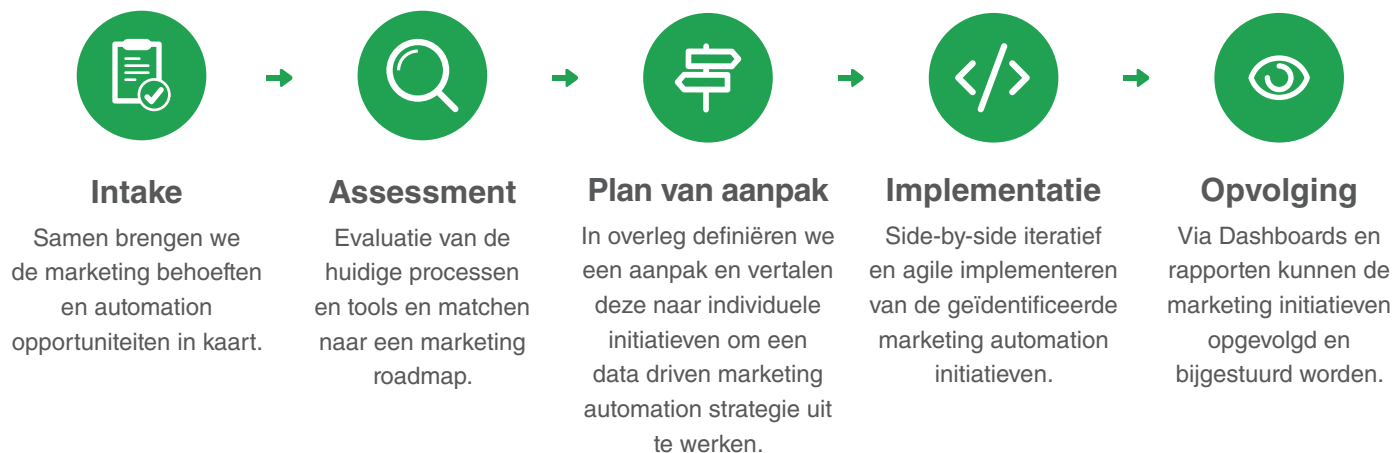 Intake
Samen brengen we
de marketing behoeften
en automation
opportuniteiten in kaart.
Assessment
Evaluatie van de
huidige processen
en tools en matchen
naar een marketing
roadmap.
Plan van aanpak
In overleg definiëren we
een aanpak en vertalen
deze naar individuele
initiatieven om een
data driven marketing
automation strategie uit
te werken.
Implementatie
Side-by-side iteratief
en agile implementeren
van de geïdentificeerde
marketing automation
initiatieven.
Opvolging
Via Dashboards en
rapporten kunnen de
marketing initiatieven
opgevolgd en
bijgestuurd worden.